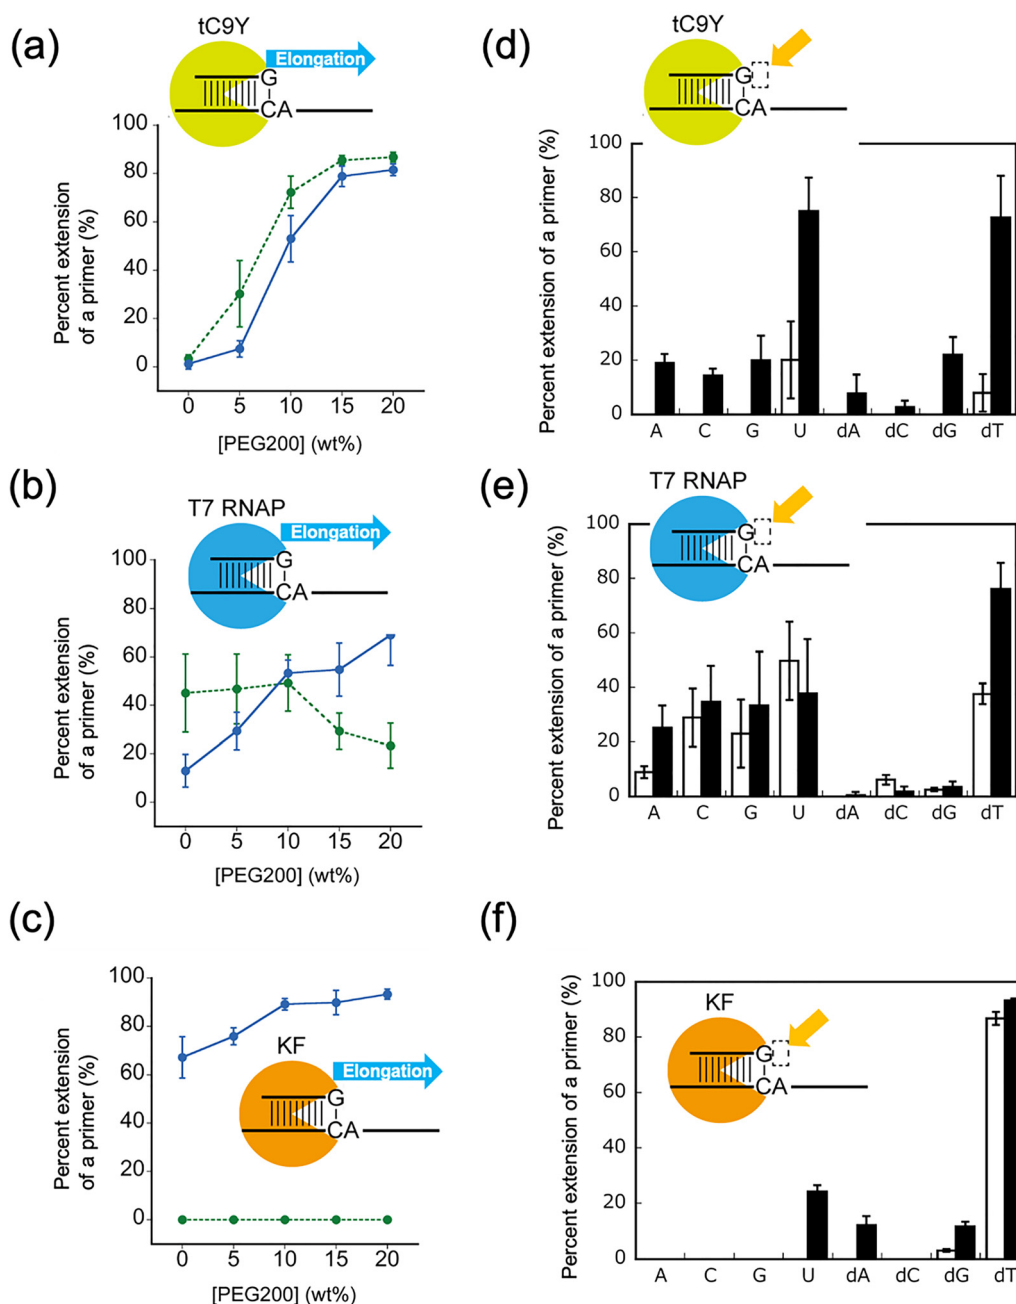 (a)
tC9Y
Elongation
G
CA
Percent extension
of a primer (%)
100
80
60
40
20
0
0 5 10 15 20
[PEG200] (wt%)
(d)
tC9Y
G
CA
Percent extension of a primer (%)
100
80
60
40
20
0
A C G U dA dC dG dT
(b)
T7 RNAP
Elongation
G
CA
Percent extension
of a primer (%)
100
80
60
40
20
0
0 5 10 15 20
[PEG200] (wt%)
(e)
T7 RNAP
G
CA
Percent extension of a primer (%)
100
80
60
40
20
0
A C G U dA dC dG dT
(c)
KF
Elongation
G
CA
Percent extension
of a primer (%)
100
80
60
40
20
0
0 5 10 15 20
[PEG200] (wt%)
(f)
KF
G
CA
Percent extension of a primer (%)
100
80
60
40
20
0
A C G U dA dC dG dT